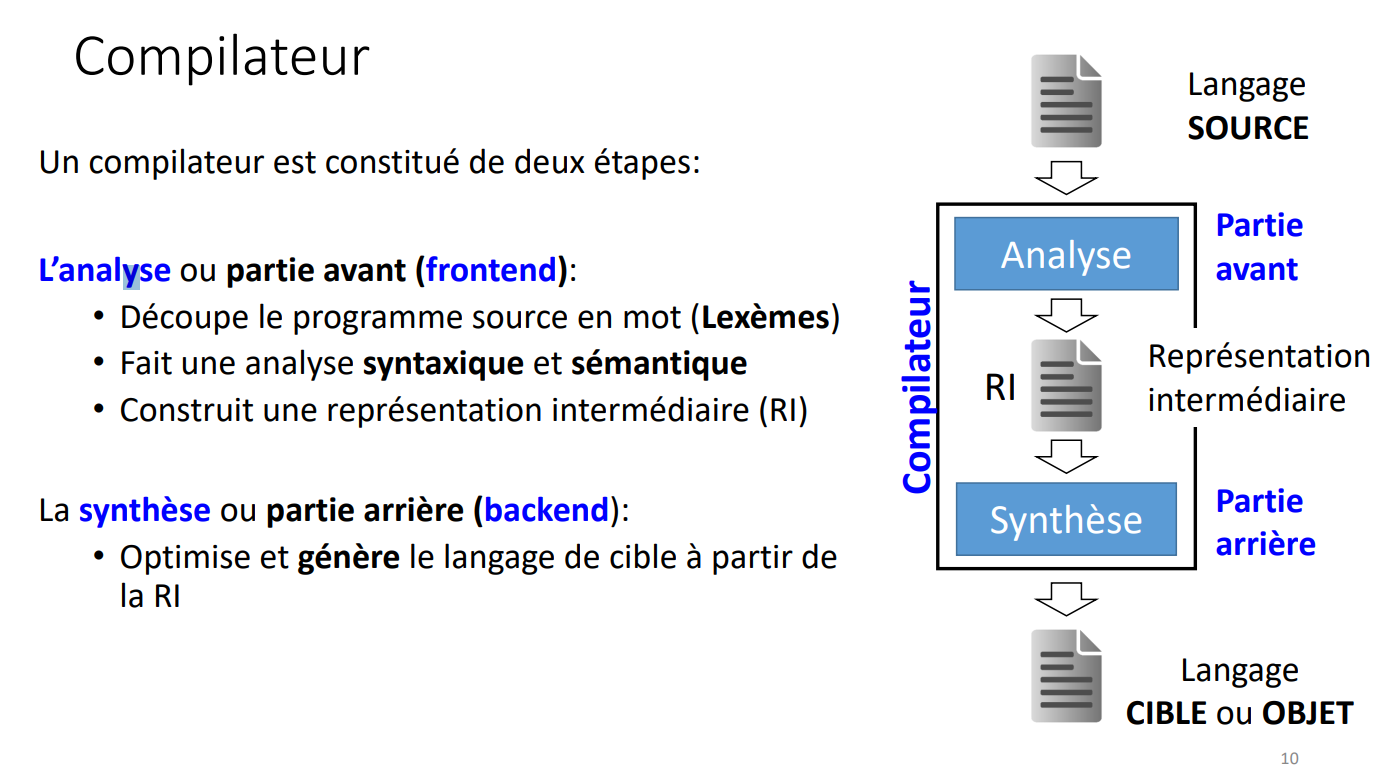 Compilateur
Un compilateur est constitué de deux étapes:
L’analyse ou partie avant (frontend):
• Découpe le programme source en mot (Lexèmes)
• Fait une analyse syntaxique et sémantique
• Construit une représentation intermédiaire (RI)
La synthèse ou partie arrière (backend):
• Optimise et génère le langage de cible à partir de
la RI
Langage
SOURCE
Compilateur
Analyse
Partie
avant
RI
Représentation
intermédiaire
Synthèse
Partie
arrière
Langage
CIBLE ou OBJET
10